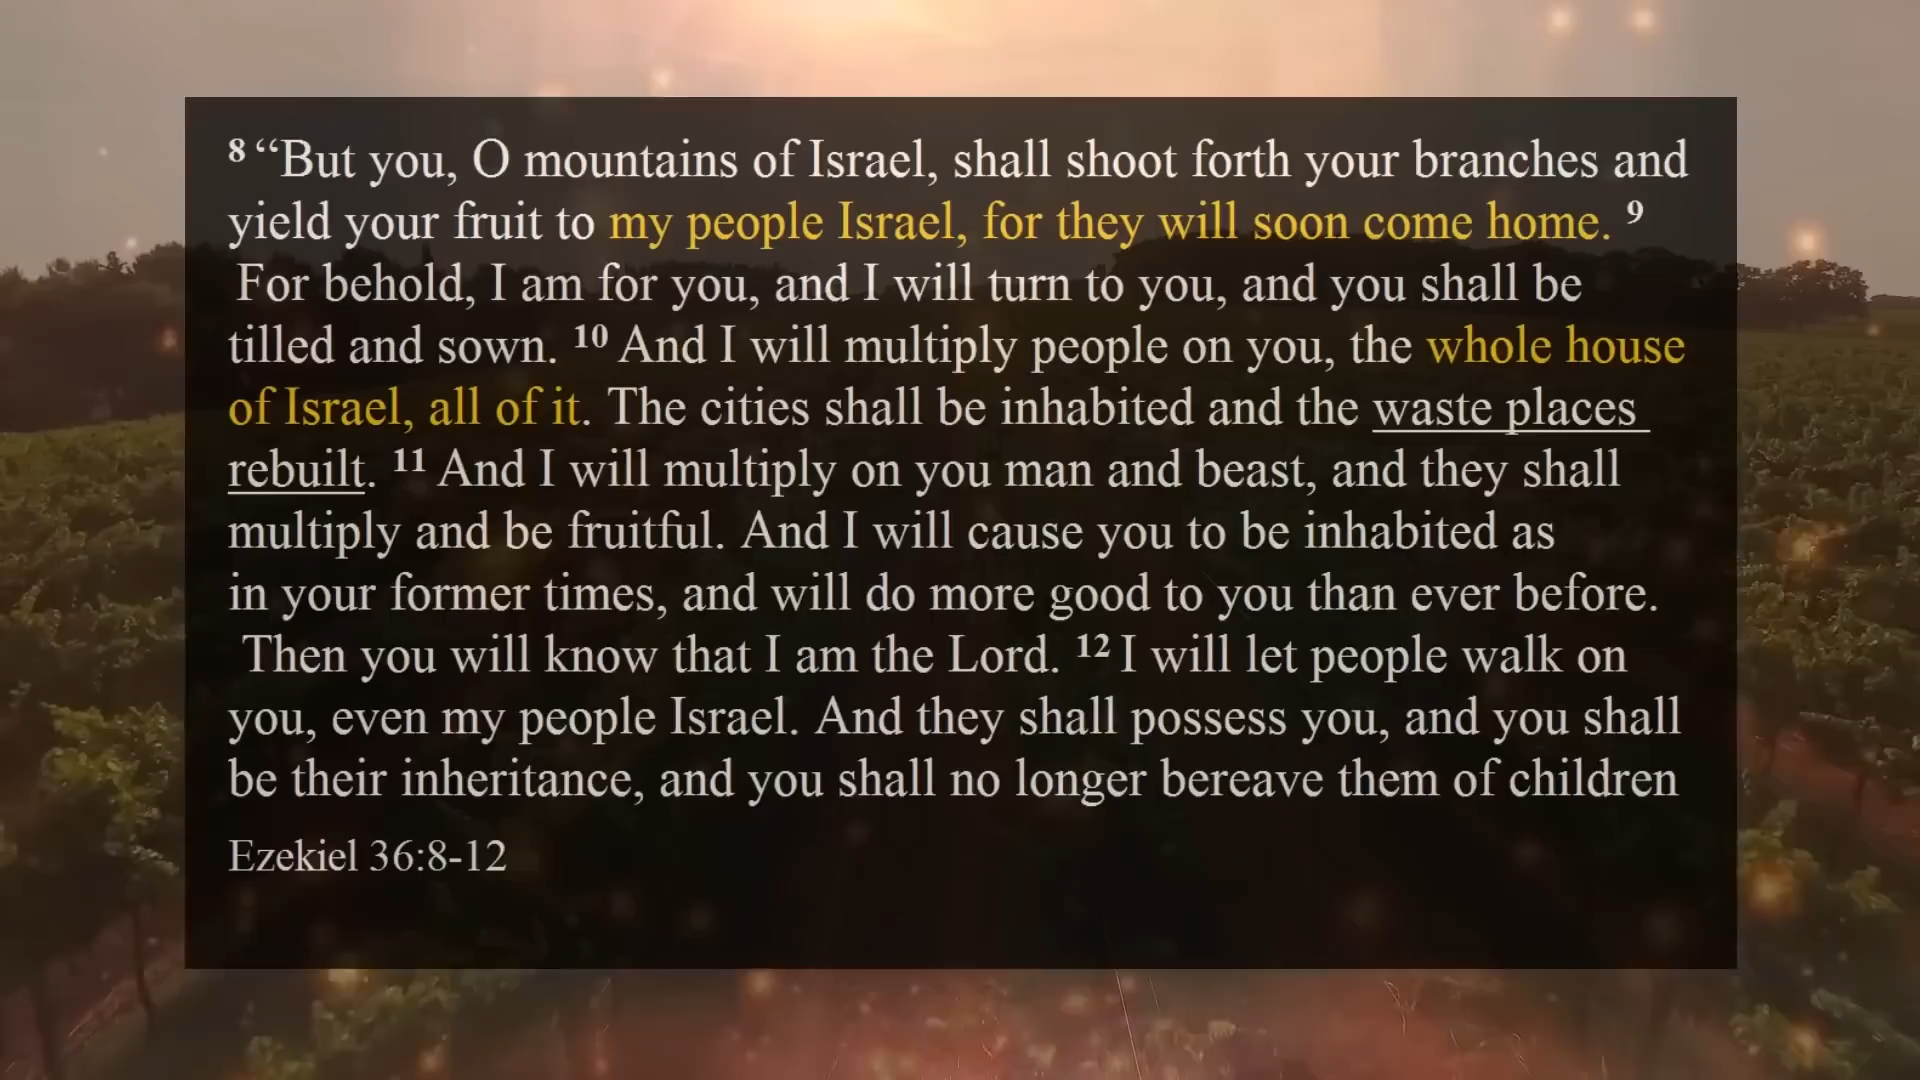 8 “But you, O mountains of Israel, shall shoot forth your branches and
yield your fruit to my people Israel, for they will soon come home. 9
For behold, I am for you, and I will turn to you, and you shall be
tilled and sown. 10 And I will multiply people on you, the whole house
of Israel, all of it. The cities shall be inhabited and the waste places
rebuilt. 11 And I will multiply on you man and beast, and they shall
multiply and be fruitful. And I will cause you to be inhabited as
in your former times, and will do more good to you than ever before.
Then you will know that I am the Lord. 12 I will let people walk on
you, even my people Israel. And they shall possess you, and you shall
be their inheritance, and you shall no longer bereave them of children
Ezekiel 36:8-12